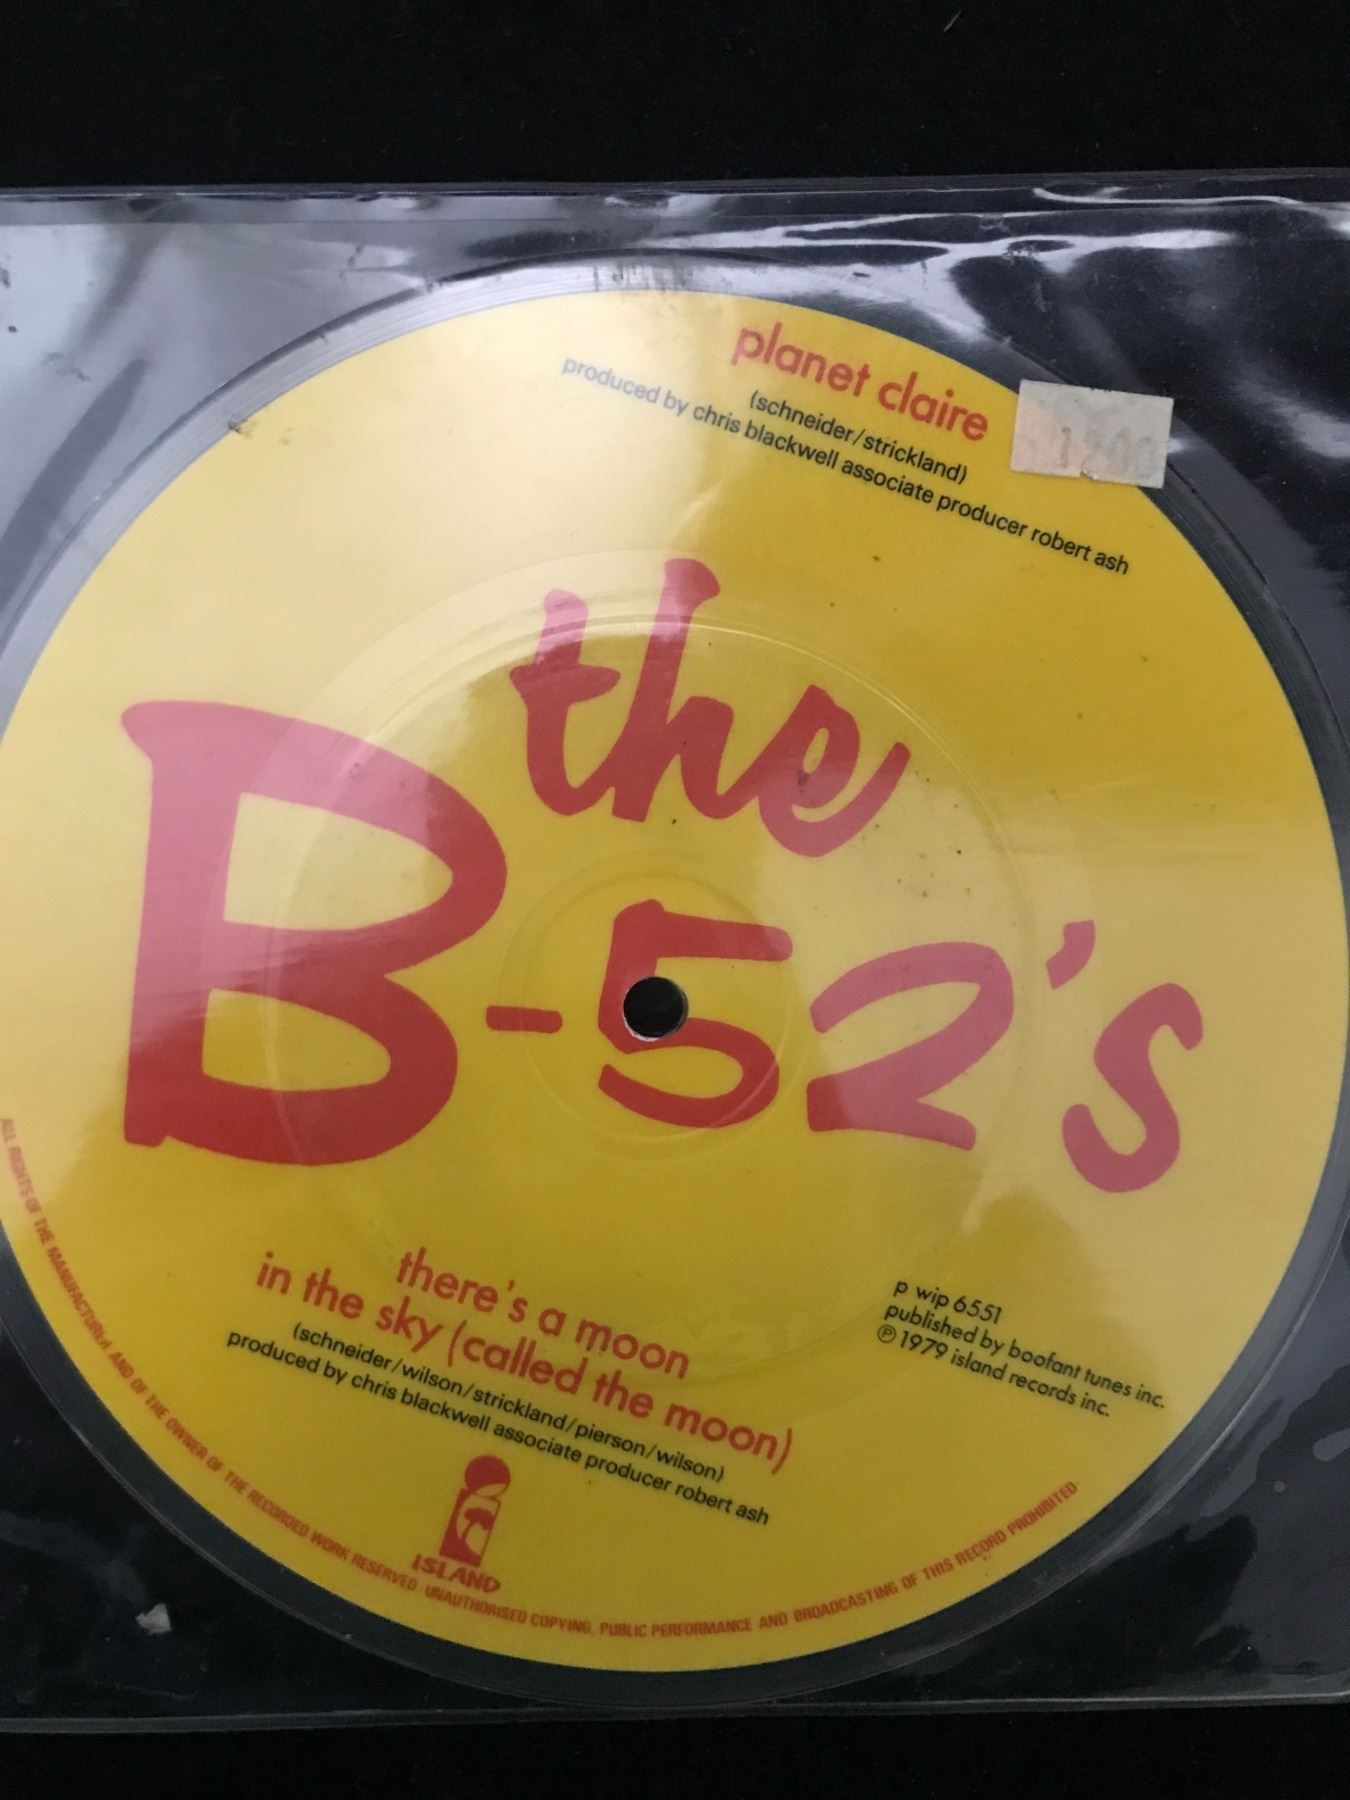 planet claire
(schneider/strickland)
produced by chris blackwell associate producer robert ash
the
B-52's
there's a moon
in the sky (called the moon)
(schneider/wilson/strickland/pierson/wilson)
produced by chris blackwell associate producer robert ash
p wip 6551
published by boofant tunes inc.
℗ 1979 island records inc.
ISLAND
ALL RIGHTS OF THE MANUFACTURER AND OF THE OWNER OF THE RECORDED WORK RESERVED. UNAUTHORISED COPYING, PUBLIC PERFORMANCE AND BROADCASTING OF THIS RECORD PROHIBITED